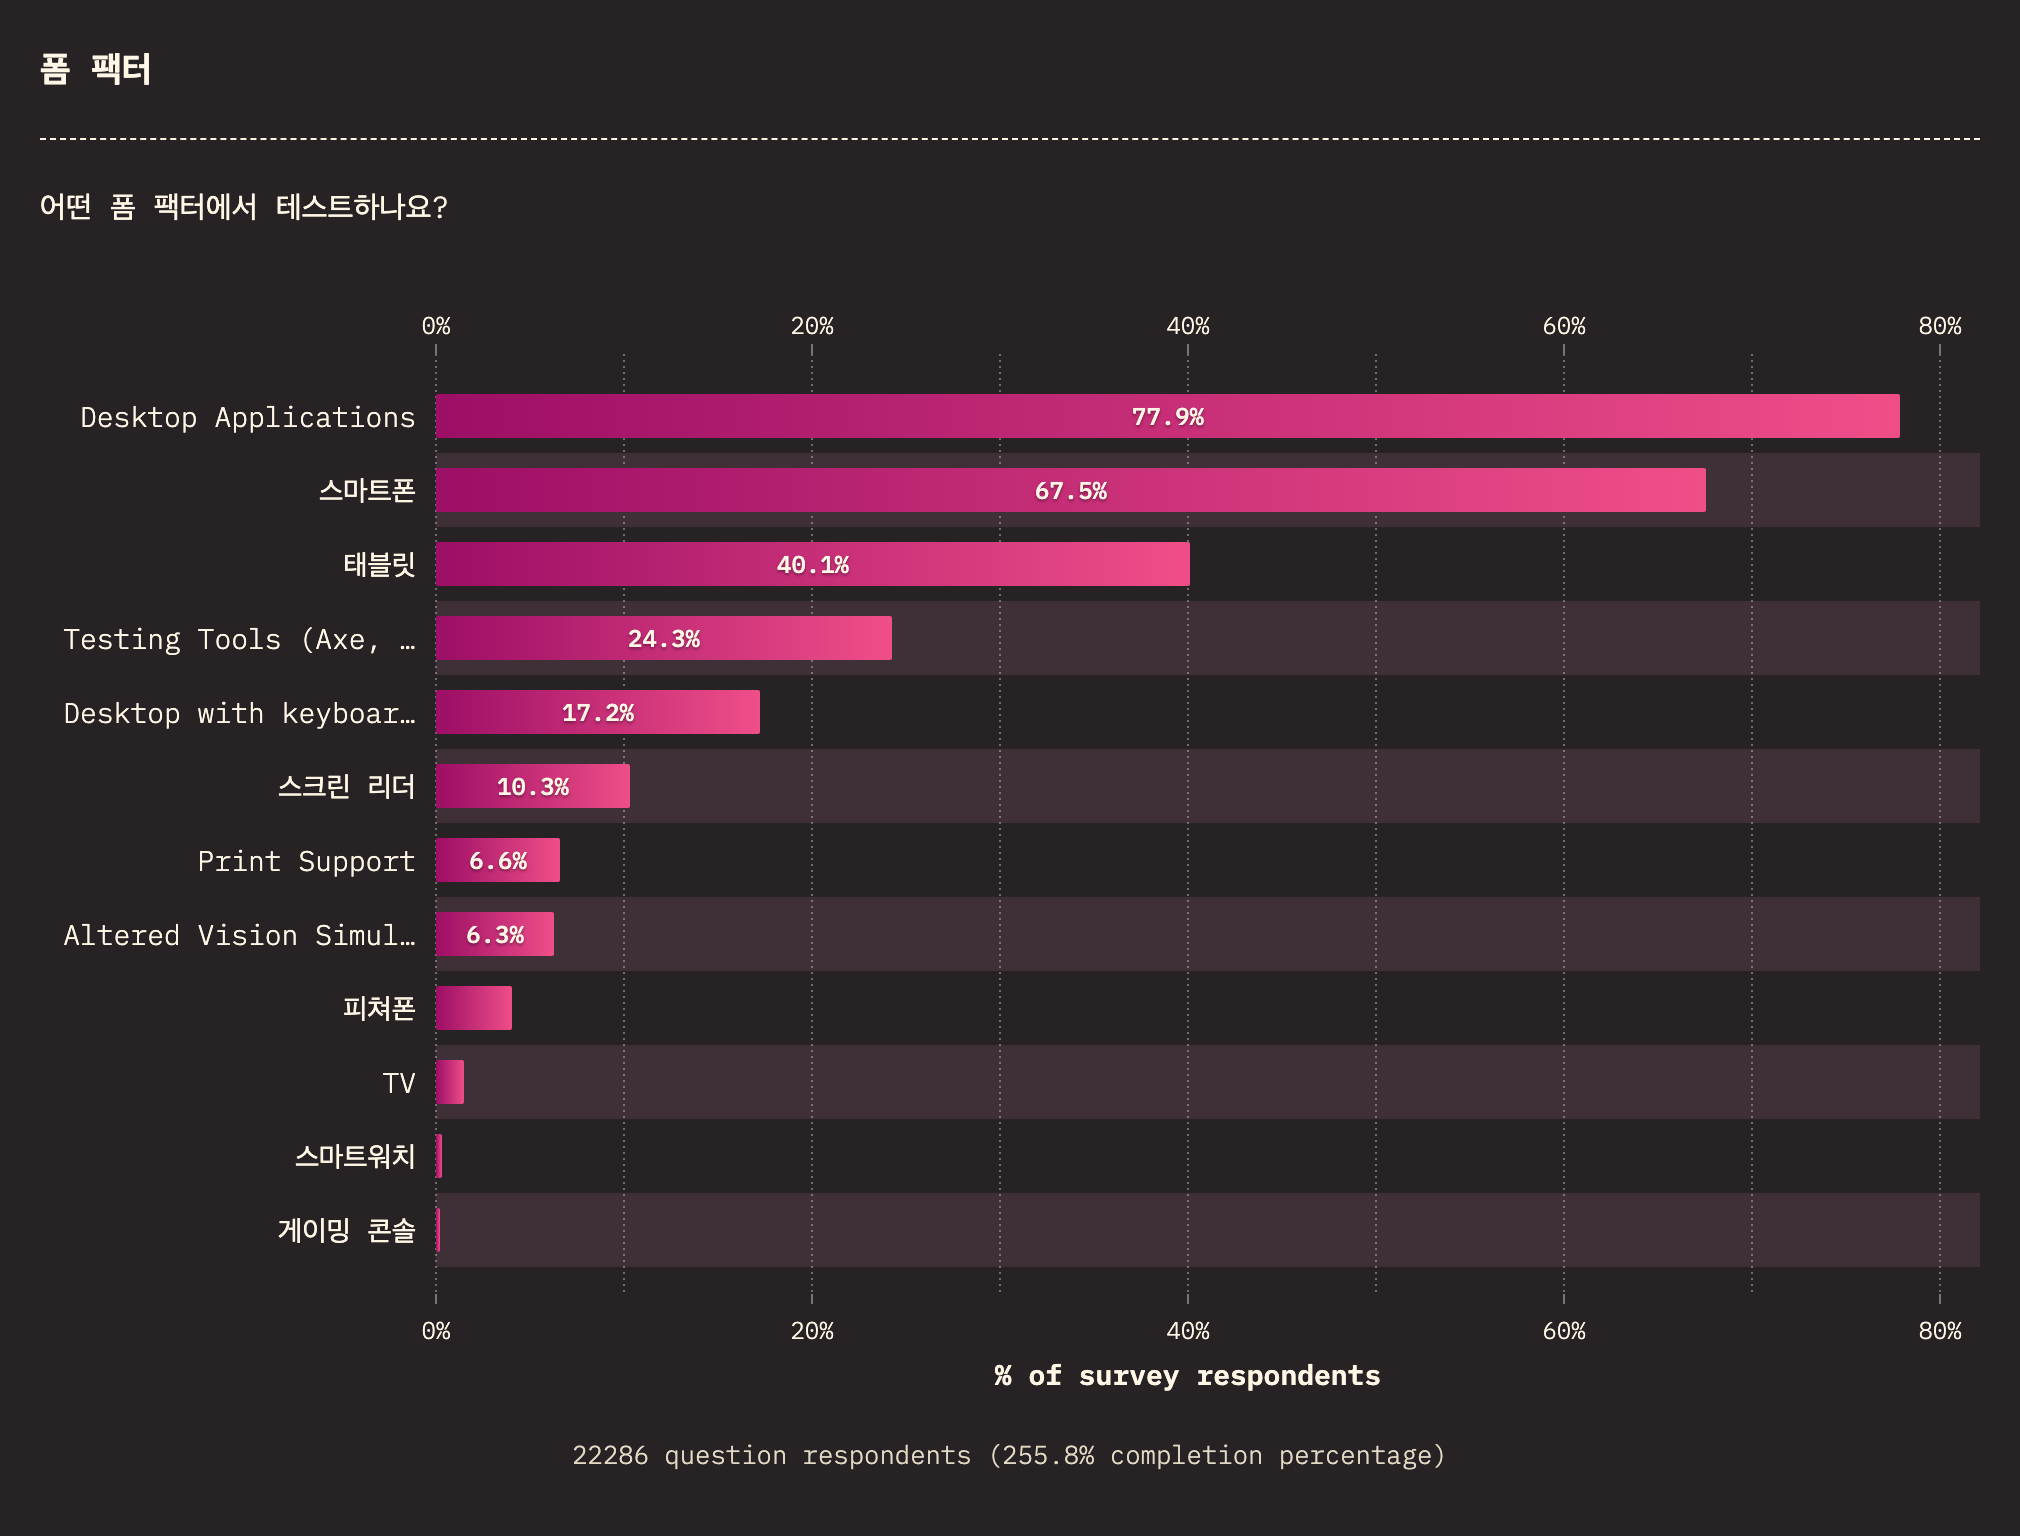 폼 팩터
어떤 폼 팩터에서 테스트하나요?
0% 20% 40% 60% 80%
Desktop Applications 77.9%
스마트폰 67.5%
태블릿 40.1%
Testing Tools (Axe, … 24.3%
Desktop with keyboar… 17.2%
스크린 리더 10.3%
Print Support 6.6%
Altered Vision Simul… 6.3%
피쳐폰
TV
스마트워치
게이밍 콘솔
0% 20% 40% 60% 80%
% of survey respondents
22286 question respondents (255.8% completion percentage)